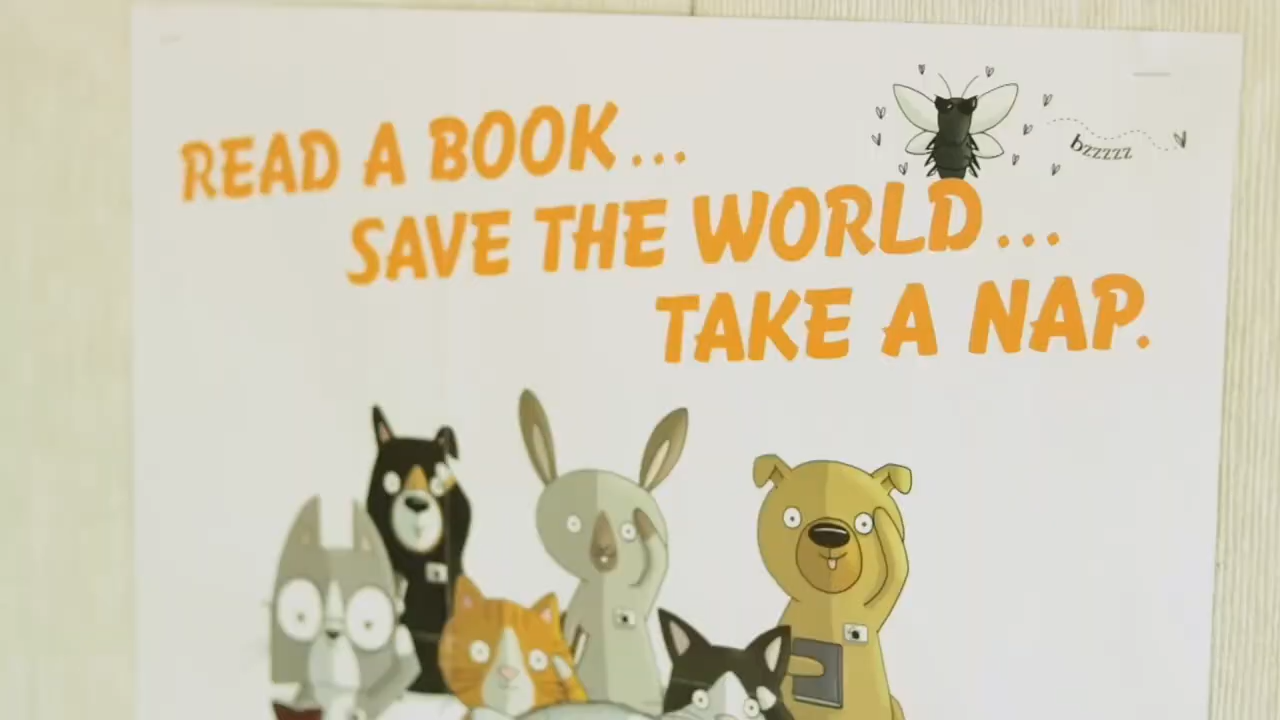 READ A BOOK...
bzzzzz
SAVE THE WORLD...
TAKE A NAP.